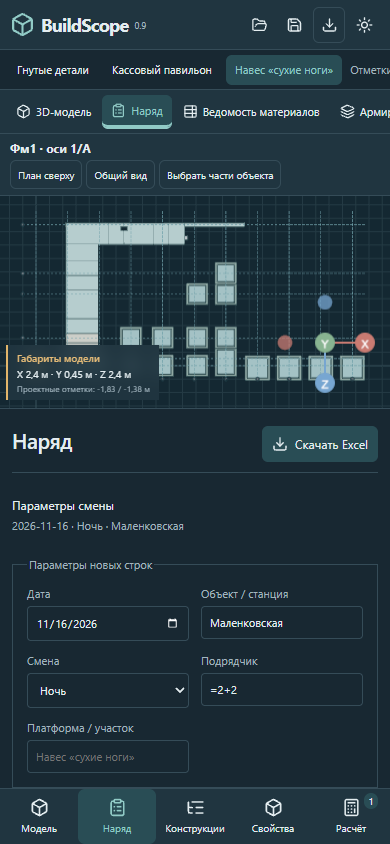 BuildScope 0.9
Гнутые детали Кассовый павильон Навес «сухие ноги» Отметки
3D-модель Наряд Ведомость материалов Армир
Фм1 · оси 1/А
План сверху Общий вид Выбрать части объекта
Y X
Z
Габариты модели
X 2,4 м · Y 0,45 м · Z 2,4 м
Проектные отметки: -1,83 / -1,38 м
Наряд Скачать Excel
Параметры смены
2026-11-16 · Ночь · Маленковская
Параметры новых строк
Дата Объект / станция
11/16/2026 Маленковская
Смена Подрядчик
Ночь =2+2
Платформа / участок
Навес «сухие ноги»
1
Модель Наряд Конструкции Свойства Расчёт